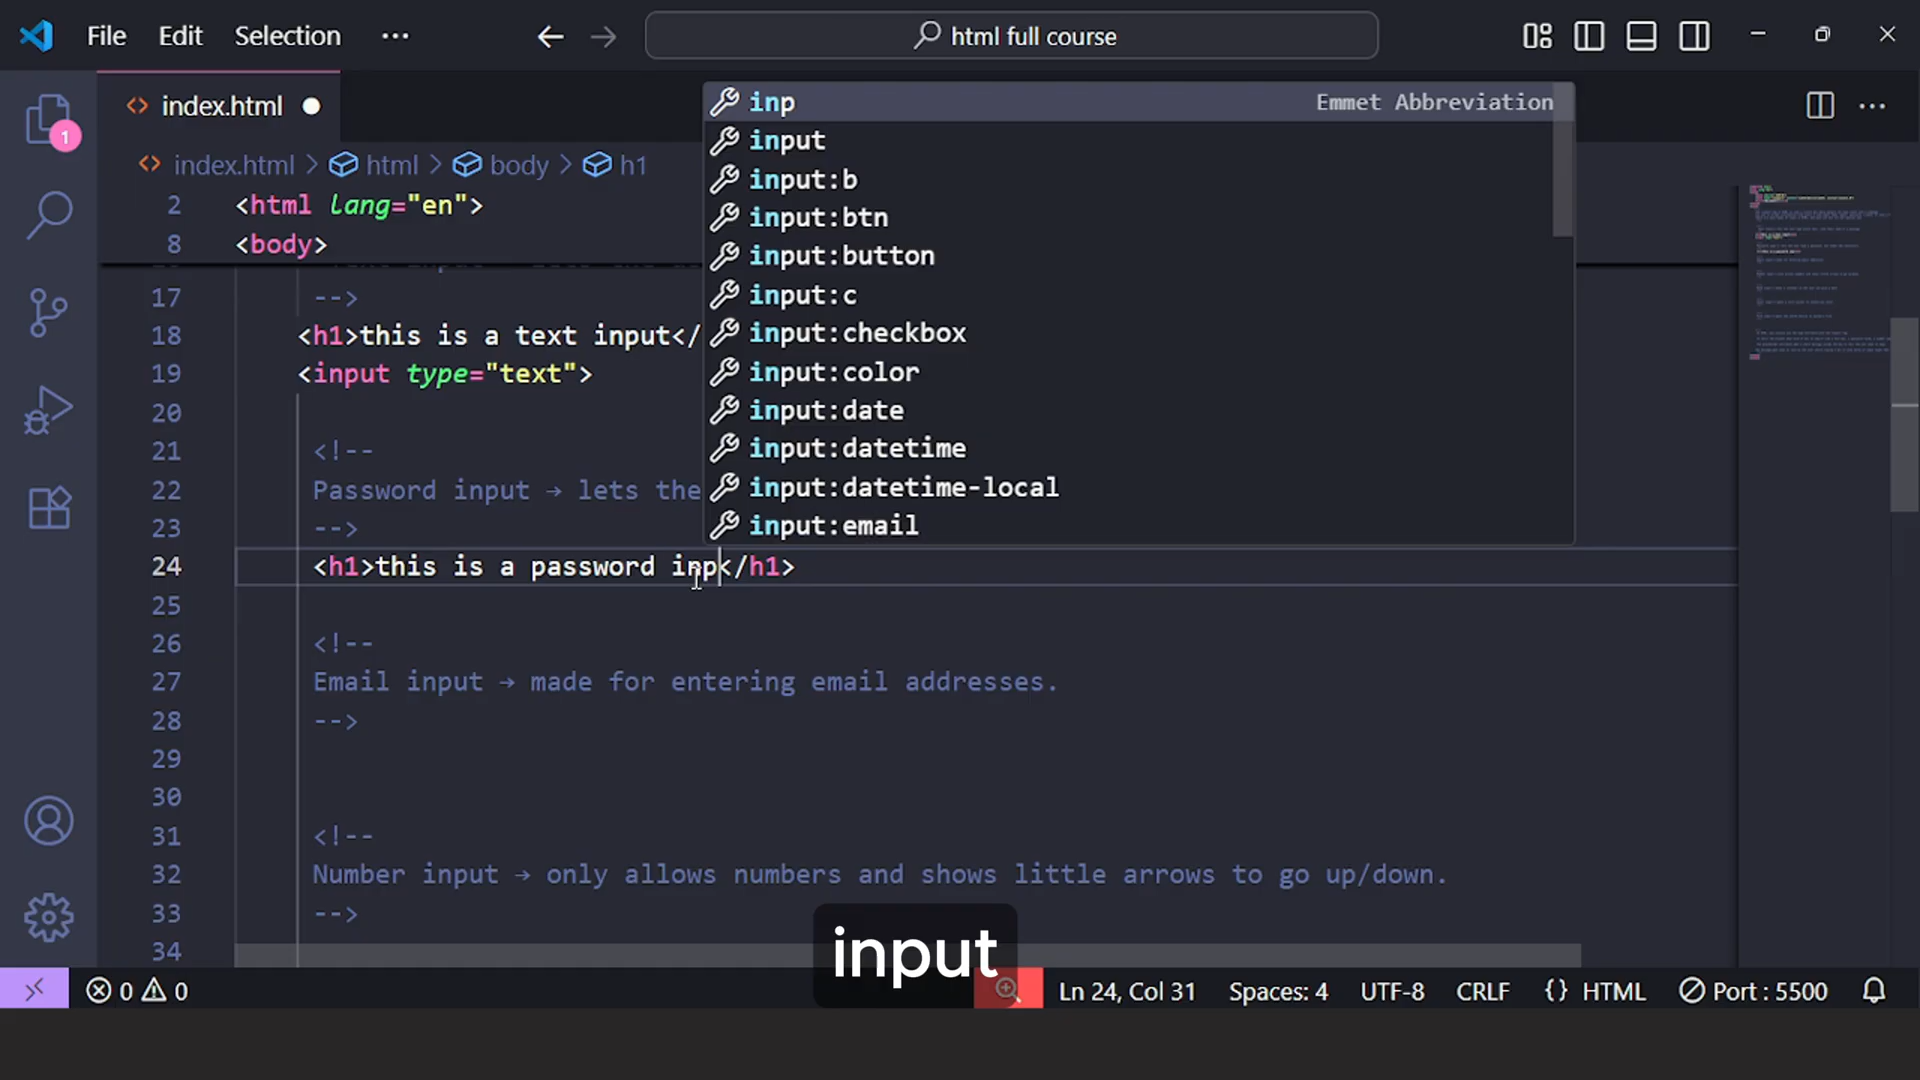 File Edit Selection ··· html full course
index.html
index.html > html > body > h1
1
inp Emmet Abbreviation
input
input:b
input:btn
input:button
input:c
input:checkbox
input:color
input:date
input:datetime
input:datetime-local
input:email
2 <html lang="en">
8 <body>
17 -->
18 <h1>this is a text input</
19 <input type="text">
20
21 <!--
22 Password input → lets the
23 -->
24 <h1>this is a password inp</h1>
25
26 <!--
27 Email input → made for entering email addresses.
28 -->
29
30
31 <!--
32 Number input → only allows numbers and shows little arrows to go up/down.
33 -->
34
input
0 0 Ln 24, Col 31 Spaces: 4 UTF-8 CRLF {} HTML Port : 5500